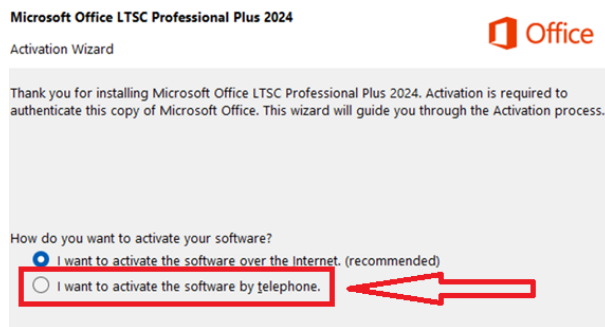 Microsoft Office LTSC Professional Plus 2024
Office
Activation Wizard
Thank you for installing Microsoft Office LTSC Professional Plus 2024. Activation is required to
authenticate this copy of Microsoft Office. This wizard will guide you through the Activation process.
How do you want to activate your software?
I want to activate the software over the Internet. (recommended)
I want to activate the software by telephone.